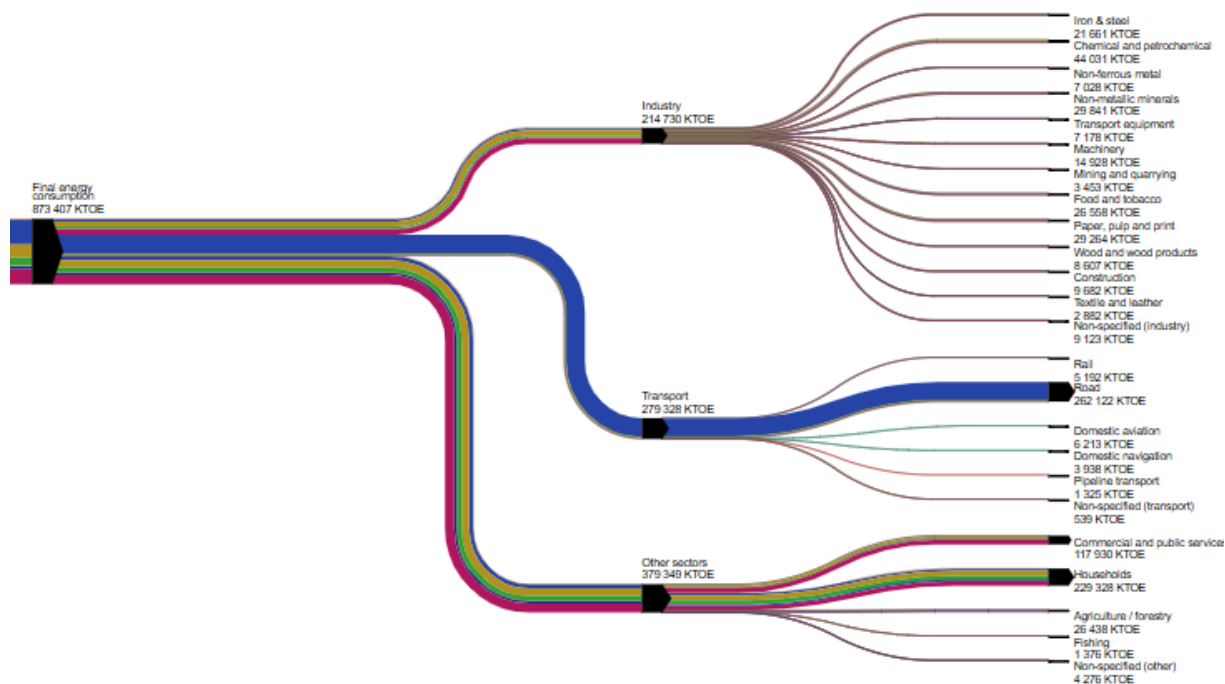 Iron & steel
21 661 KTOE
Chemical and petrochemical
44 031 KTOE
Non-ferrous metal
7 028 KTOE
Non-metallic minerals
29 841 KTOE
Transport equipment
7 178 KTOE
Machinery
14 928 KTOE
Mining and quarrying
3 453 KTOE
Food and tobacco
26 558 KTOE
Paper, pulp and print
29 264 KTOE
Wood and wood products
8 607 KTOE
Construction
9 682 KTOE
Textile and leather
2 882 KTOE
Non-specified (industry)
9 123 KTOE
Industry
214 730 KTOE
Final energy
consumption
873 407 KTOE
Rail
5 192 KTOE
Road
262 122 KTOE
Transport
279 328 KTOE
Domestic aviation
6 213 KTOE
Domestic navigation
3 938 KTOE
Pipeline transport
1 325 KTOE
Non-specified (transport)
539 KTOE
Commercial and public services
117 930 KTOE
Other sectors
379 349 KTOE
Households
229 328 KTOE
Agriculture / forestry
26 438 KTOE
Fishing
1 376 KTOE
Non-specified (other)
4 276 KTOE